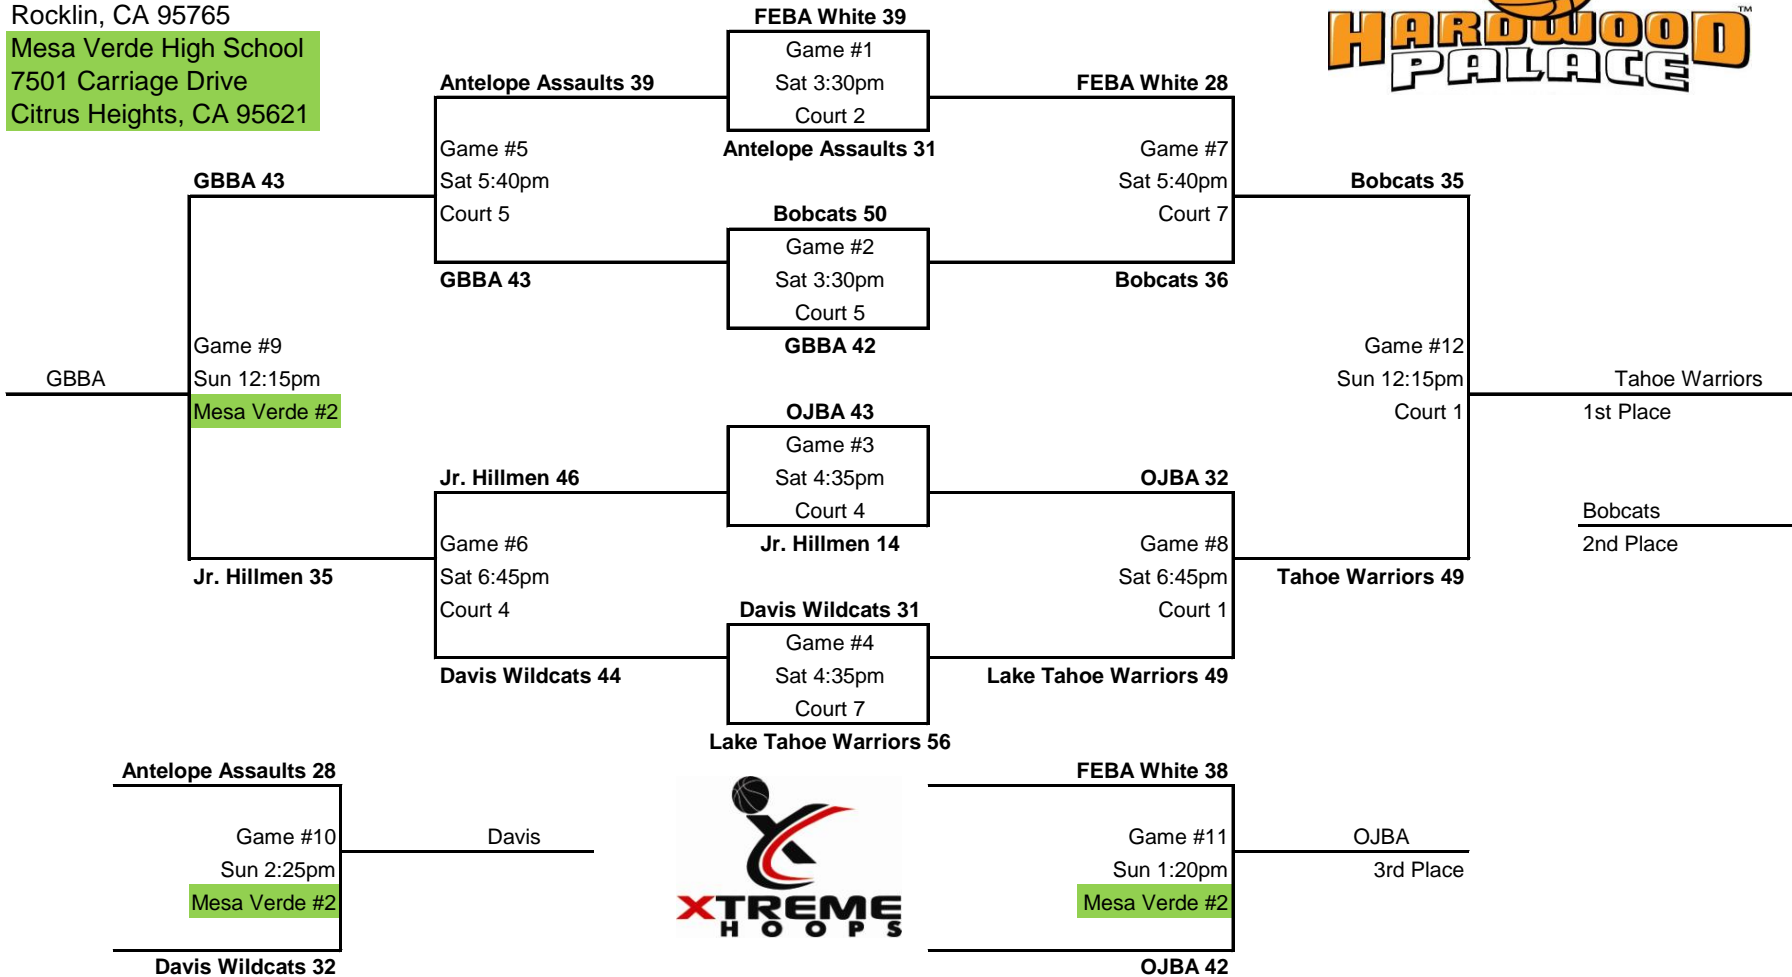 Rocklin, CA 95765
Mesa Verde High School
7501 Carriage Drive
Citrus Heights, CA 95621
HARDWOOD
PALACE
TM
FEBA White 39
Game #1
Sat 3:30pm
Court 2
Antelope Assaults 31
Antelope Assaults 39
Game #5
Sat 5:40pm
Court 5
GBBA 43
FEBA White 28
Game #7
Sat 5:40pm
Court 7
Bobcats 36
GBBA 43
Bobcats 50
Game #2
Sat 3:30pm
Court 5
GBBA 42
Bobcats 35
Game #9
Sun 12:15pm
Mesa Verde #2
GBBA
Game #12
Sun 12:15pm
Court 1
Tahoe Warriors
1st Place
OJBA 43
Game #3
Sat 4:35pm
Court 4
Jr. Hillmen 14
Jr. Hillmen 46
Game #6
Sat 6:45pm
Court 4
Davis Wildcats 44
OJBA 32
Game #8
Sat 6:45pm
Court 1
Lake Tahoe Warriors 49
Bobcats
2nd Place
Jr. Hillmen 35
Tahoe Warriors 49
Davis Wildcats 31
Game #4
Sat 4:35pm
Court 7
Lake Tahoe Warriors 56
Antelope Assaults 28
Game #10
Sun 2:25pm
Mesa Verde #2
Davis Wildcats 32
Davis
XTREME
HOOPS
FEBA White 38
Game #11
Sun 1:20pm
Mesa Verde #2
OJBA 42
OJBA
3rd Place